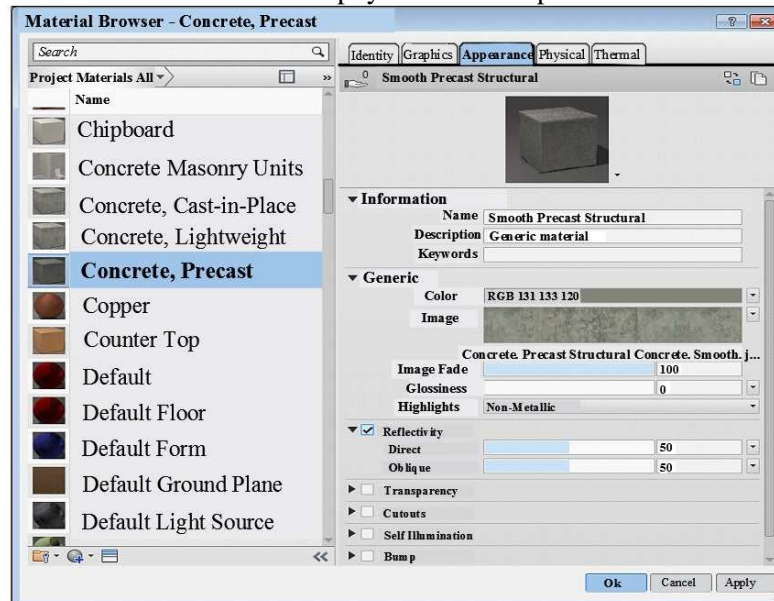 Material Browser - Concrete, Precast
Search
Project Materials All
»
Name
Chipboard
Concrete Masonry Units
Concrete, Cast-in-Place
Concrete, Lightweight
Concrete, Precast
Copper
Counter Top
Default
Default Floor
Default Form
Default Ground Plane
Default Light Source
«
Identity Graphics Appearance Physical Thermal
0 Smooth Precast Structural
Information
Name Smooth Precast Structural
Description Generic material
Keywords
Generic
Color RGB 131 133 120
Image
Concrete. Precast Structural Concrete. Smooth. j...
Image Fade 100
Glossiness 0
Highlights Non-Metallic
Reflectivity
Direct 50
Oblique 50
Transparency
Cutouts
Self Illumination
Bump
Ok Cancel Apply